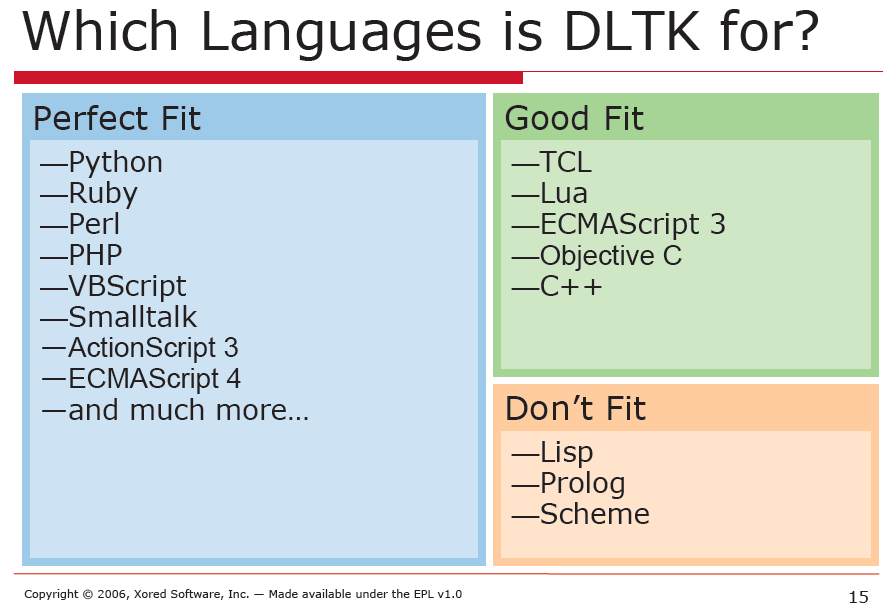 Which Languages is DLTK for?
Perfect Fit
—Python
—Ruby
—Perl
—PHP
—VBScript
—Smalltalk
—ActionScript 3
—ECMAScript 4
—and much more…
Good Fit
—TCL
—Lua
—ECMAScript 3
—Objective C
—C++
Don’t Fit
—Lisp
—Prolog
—Scheme
Copyright © 2006, Xored Software, Inc. — Made available under the EPL v1.0
15